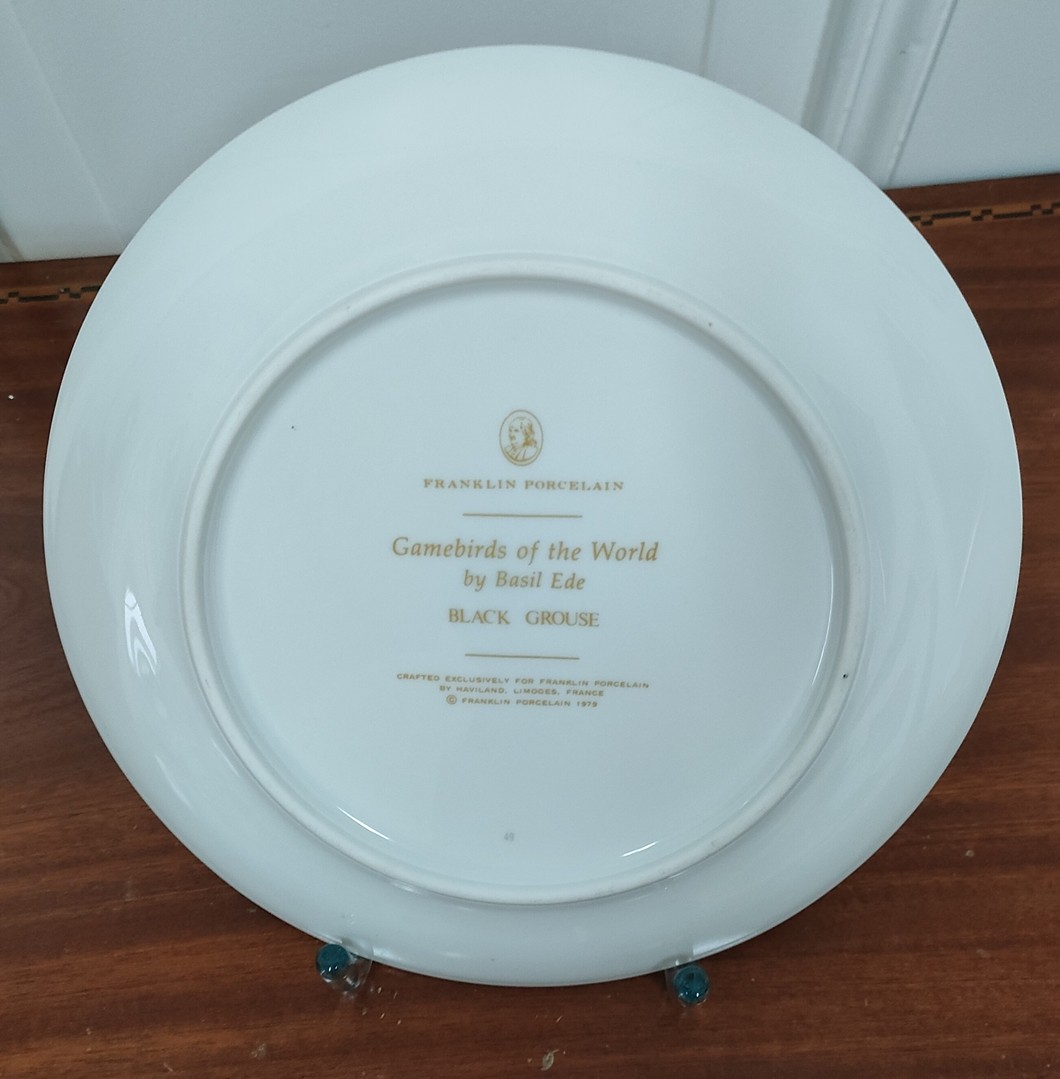 FRANKLIN PORCELAIN
Gamebirds of the World
by Basil Ede
BLACK GROUSE
CRAFTED EXCLUSIVELY FOR FRANKLIN PORCELAIN
BY HAVILAND, LIMOGES, FRANCE
© FRANKLIN PORCELAIN 1979